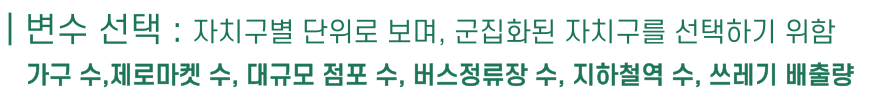 | 변수 선택 : 자치구별 단위로 보며, 군집화된 자치구를 선택하기 위함
가구 수,제로마켓 수, 대규모 점포 수, 버스정류장 수, 지하철역 수, 쓰레기 배출량